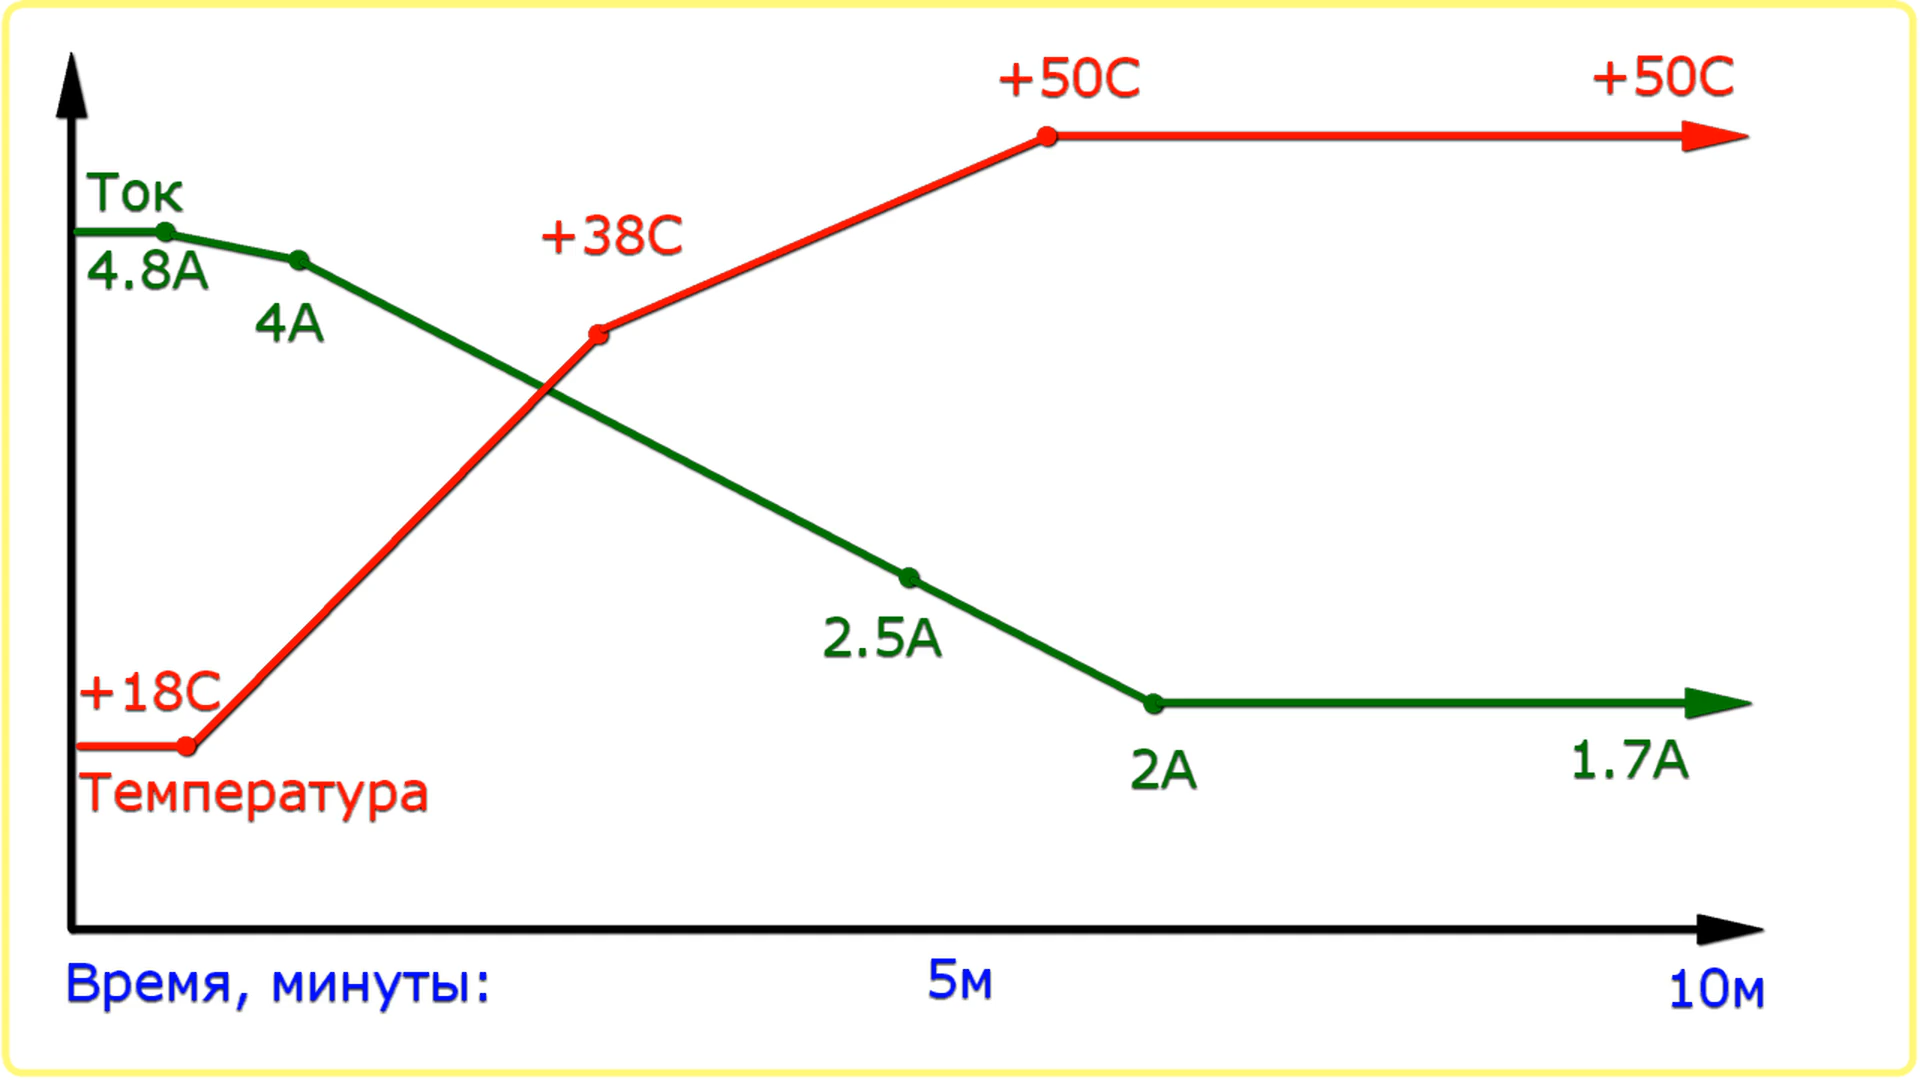 +50C
+50C
Ток
+38C
4.8A
4A
2.5A
+18C
2A
1.7A
Температура
Время, минуты:
5м
10м